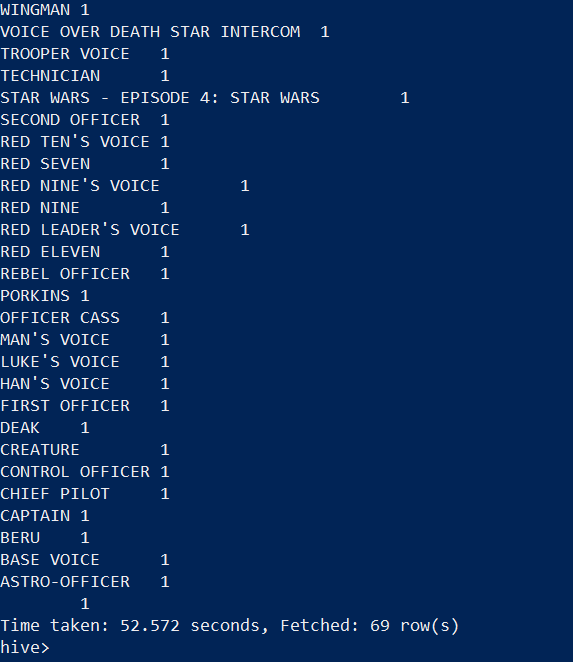 WINGMAN 1
VOICE OVER DEATH STAR INTERCOM  1
TROOPER VOICE   1
TECHNICIAN      1
STAR WARS - EPISODE 4: STAR WARS        1
SECOND OFFICER  1
RED TEN'S VOICE 1
RED SEVEN       1
RED NINE'S VOICE        1
RED NINE        1
RED LEADER'S VOICE      1
RED ELEVEN      1
REBEL OFFICER   1
PORKINS 1
OFFICER CASS    1
MAN'S VOICE     1
LUKE'S VOICE    1
HAN'S VOICE     1
FIRST OFFICER   1
DEAK    1
CREATURE        1
CONTROL OFFICER 1
CHIEF PILOT     1
CAPTAIN 1
BERU    1
BASE VOICE      1
ASTRO-OFFICER   1
        1
Time taken: 52.572 seconds, Fetched: 69 row(s)
hive>